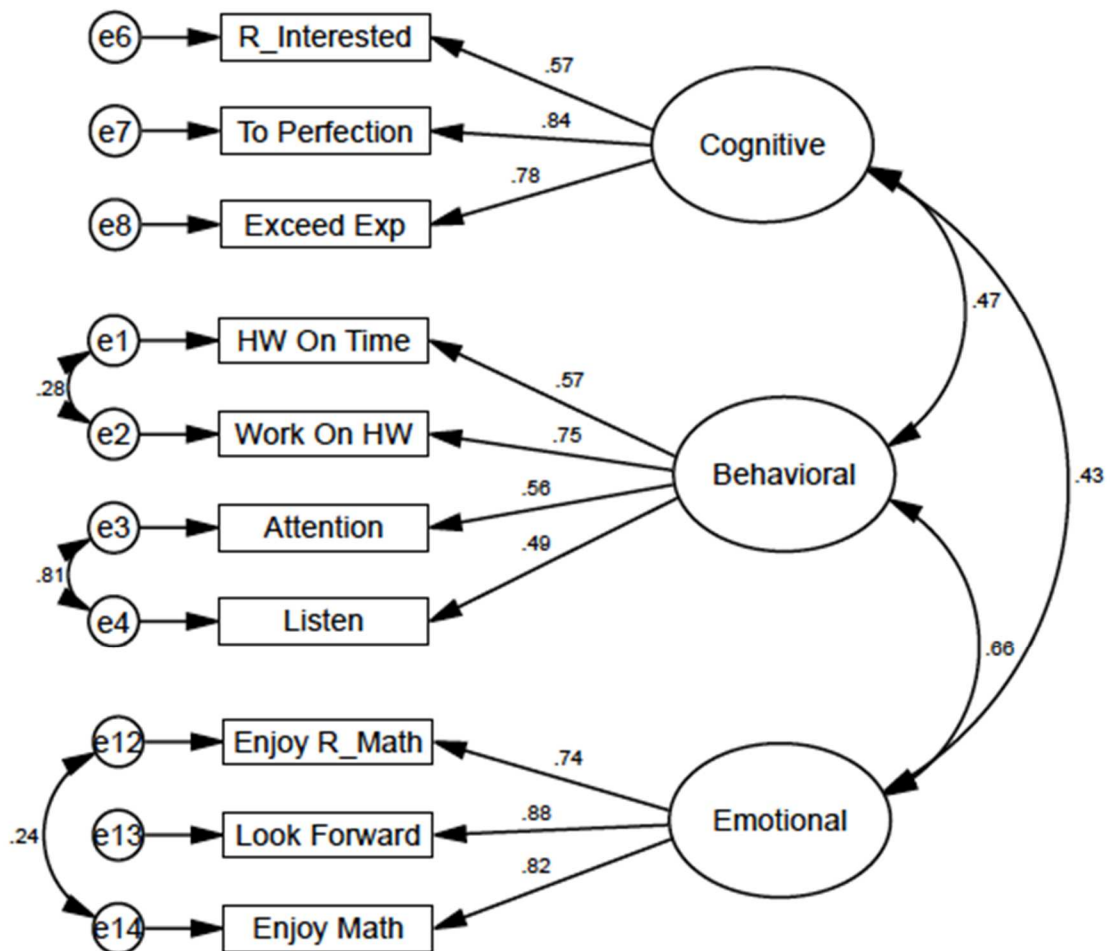 e6
R_Interested
.57
e7
To Perfection
.84
Cognitive
.78
e8
Exceed Exp
.47
e1
HW On Time
.28
.57
e2
Work On HW
.75
Behavioral
.43
.56
e3
Attention
.49
.81
e4
Listen
.66
e12
Enjoy R_Math
.74
.24
e13
Look Forward
.88
Emotional
.82
e14
Enjoy Math